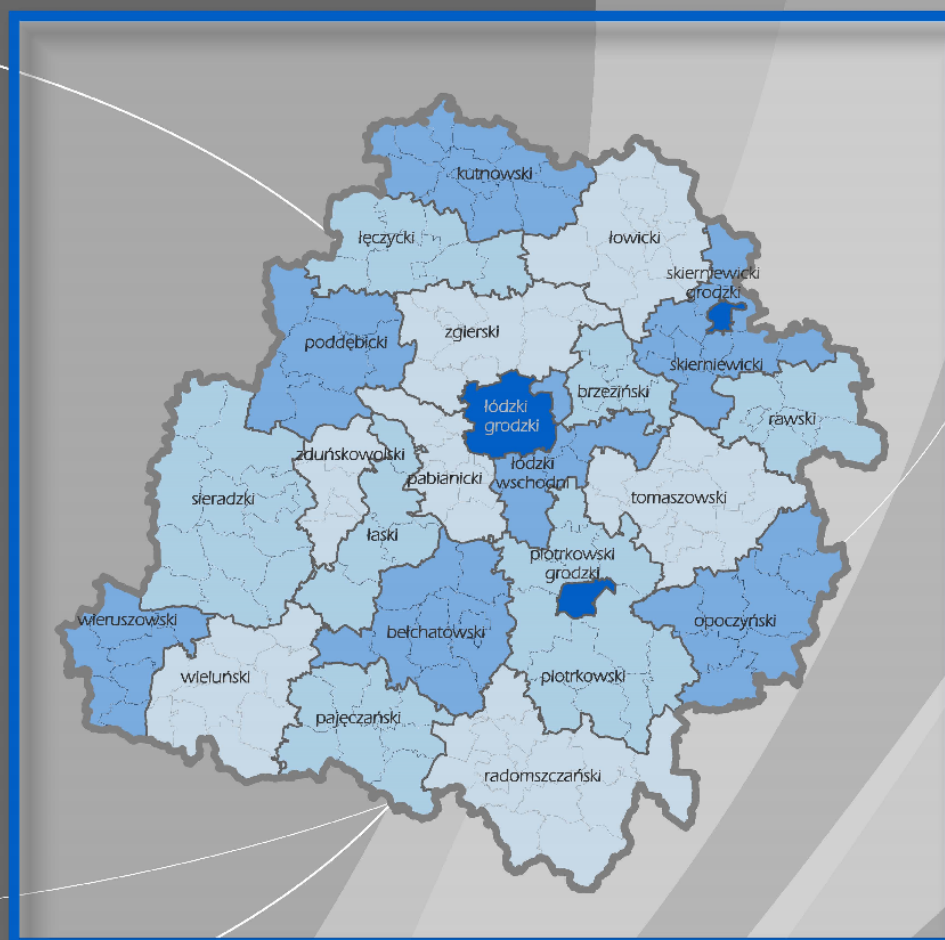 kutnowski
łęczycki
łowicki
skierniewicki
grodzki
zgierski
poddębicki
skierniewicki
brzeziński
łódzki
grodzki
rawski
zduńskowolski
łódzki
wschodni
pabianicki
sieradzki
tomaszowski
łaski
piotrkowski
grodzki
wieruszowski
bełchatowski
opoczyński
wieluński
piotrkowski
pajęczański
radomszczański